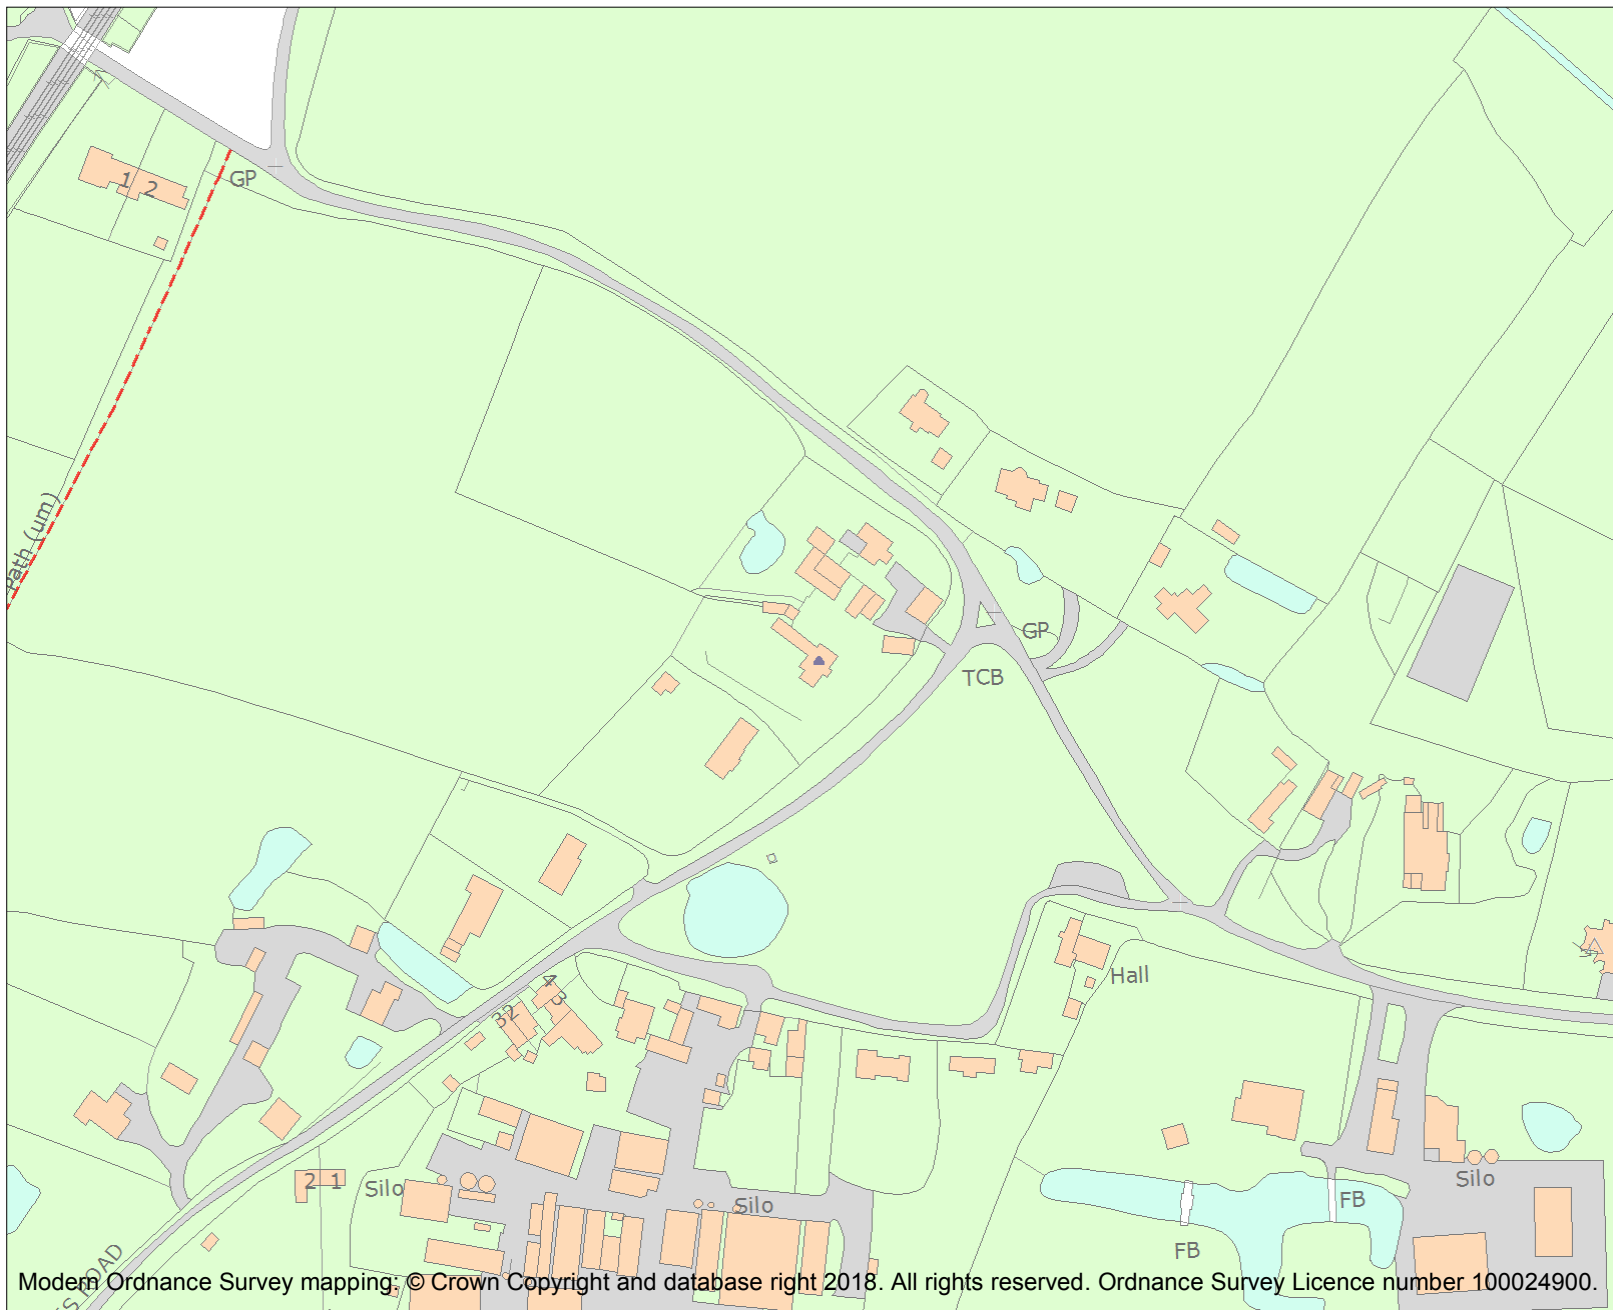 1 2
GP
Path (um)
GP
TCB
4
3
32
Hall
2 1
Silo
Silo
Silo
FB
FB
S ROAD
Modern Ordnance Survey mapping: © Crown Copyright and database right 2018. All rights reserved. Ordnance Survey Licence number 100024900.